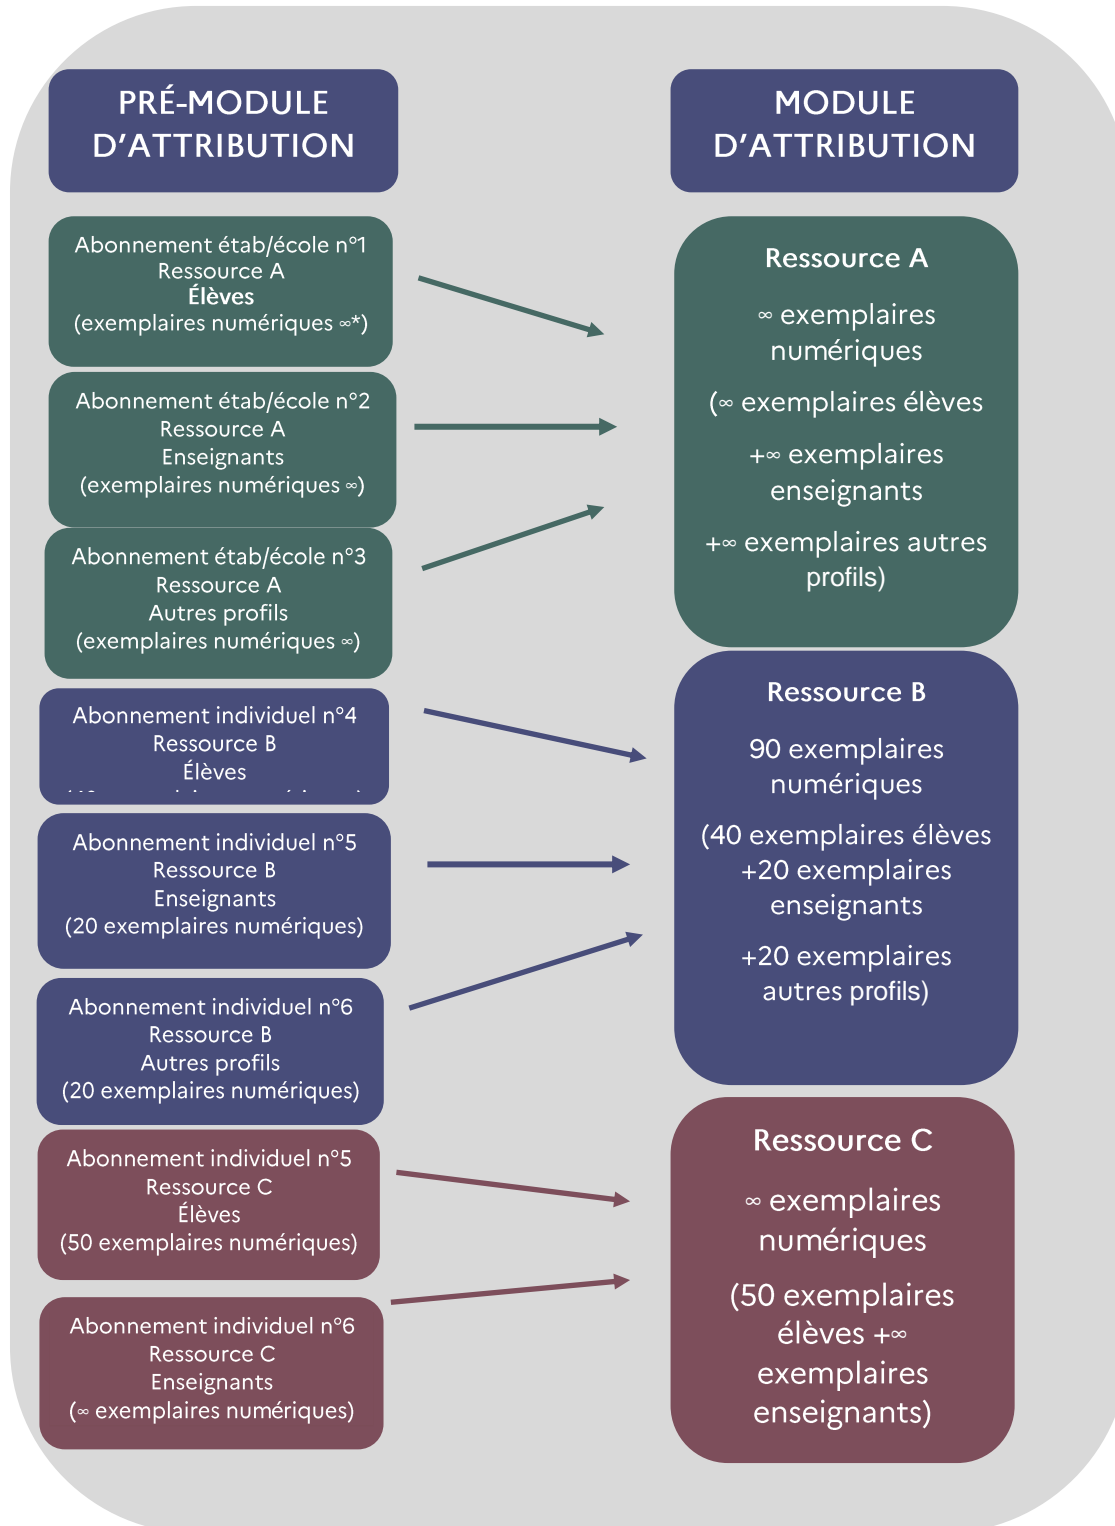 PRÉ-MODULE
D’ATTRIBUTION
MODULE
D’ATTRIBUTION
Abonnement étab/école n°1
Ressource A
Élèves
(exemplaires numériques ∞*)
Abonnement étab/école n°2
Ressource A
Enseignants
(exemplaires numériques ∞)
Abonnement étab/école n°3
Ressource A
Autres profils
(exemplaires numériques ∞)
Abonnement individuel n°4
Ressource B
Élèves
Abonnement individuel n°5
Ressource B
Enseignants
(20 exemplaires numériques)
Abonnement individuel n°6
Ressource B
Autres profils
(20 exemplaires numériques)
Abonnement individuel n°5
Ressource C
Élèves
(50 exemplaires numériques)
Abonnement individuel n°6
Ressource C
Enseignants
(∞ exemplaires numériques)
Ressource A
∞ exemplaires
numériques
(∞ exemplaires élèves
+∞ exemplaires
enseignants
+∞ exemplaires autres
profils)
Ressource B
90 exemplaires
numériques
(40 exemplaires élèves
+20 exemplaires
enseignants
+20 exemplaires
autres profils)
Ressource C
∞ exemplaires
numériques
(50 exemplaires
élèves +∞
exemplaires
enseignants)